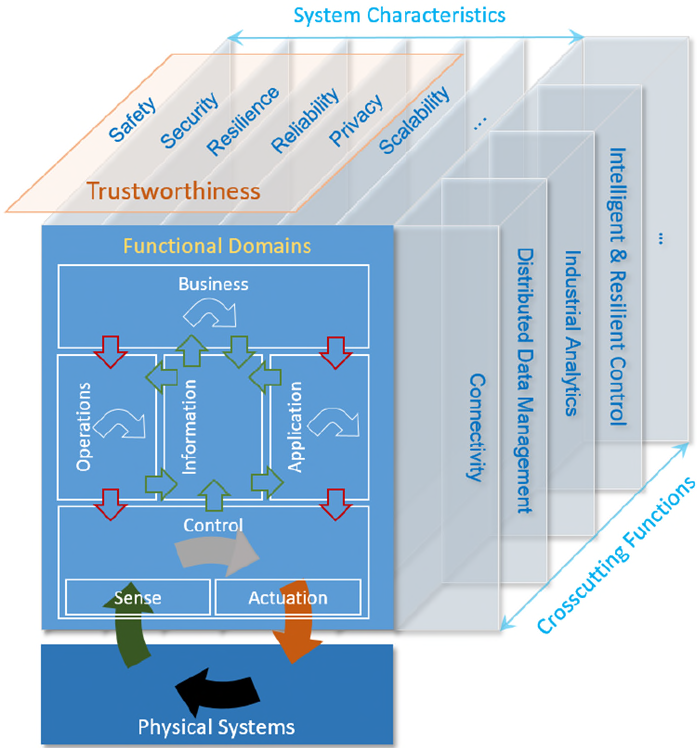 System Characteristics
Safety
Security
Resilience
Reliability
Privacy
Scalability
...
Trustworthiness
Functional Domains
Business
Operations
Information
Application
Control
Sense
Actuation
Physical Systems
Connectivity
Distributed Data Management
Industrial Analytics
Intelligent & Resilient Control
...
Crosscutting Functions